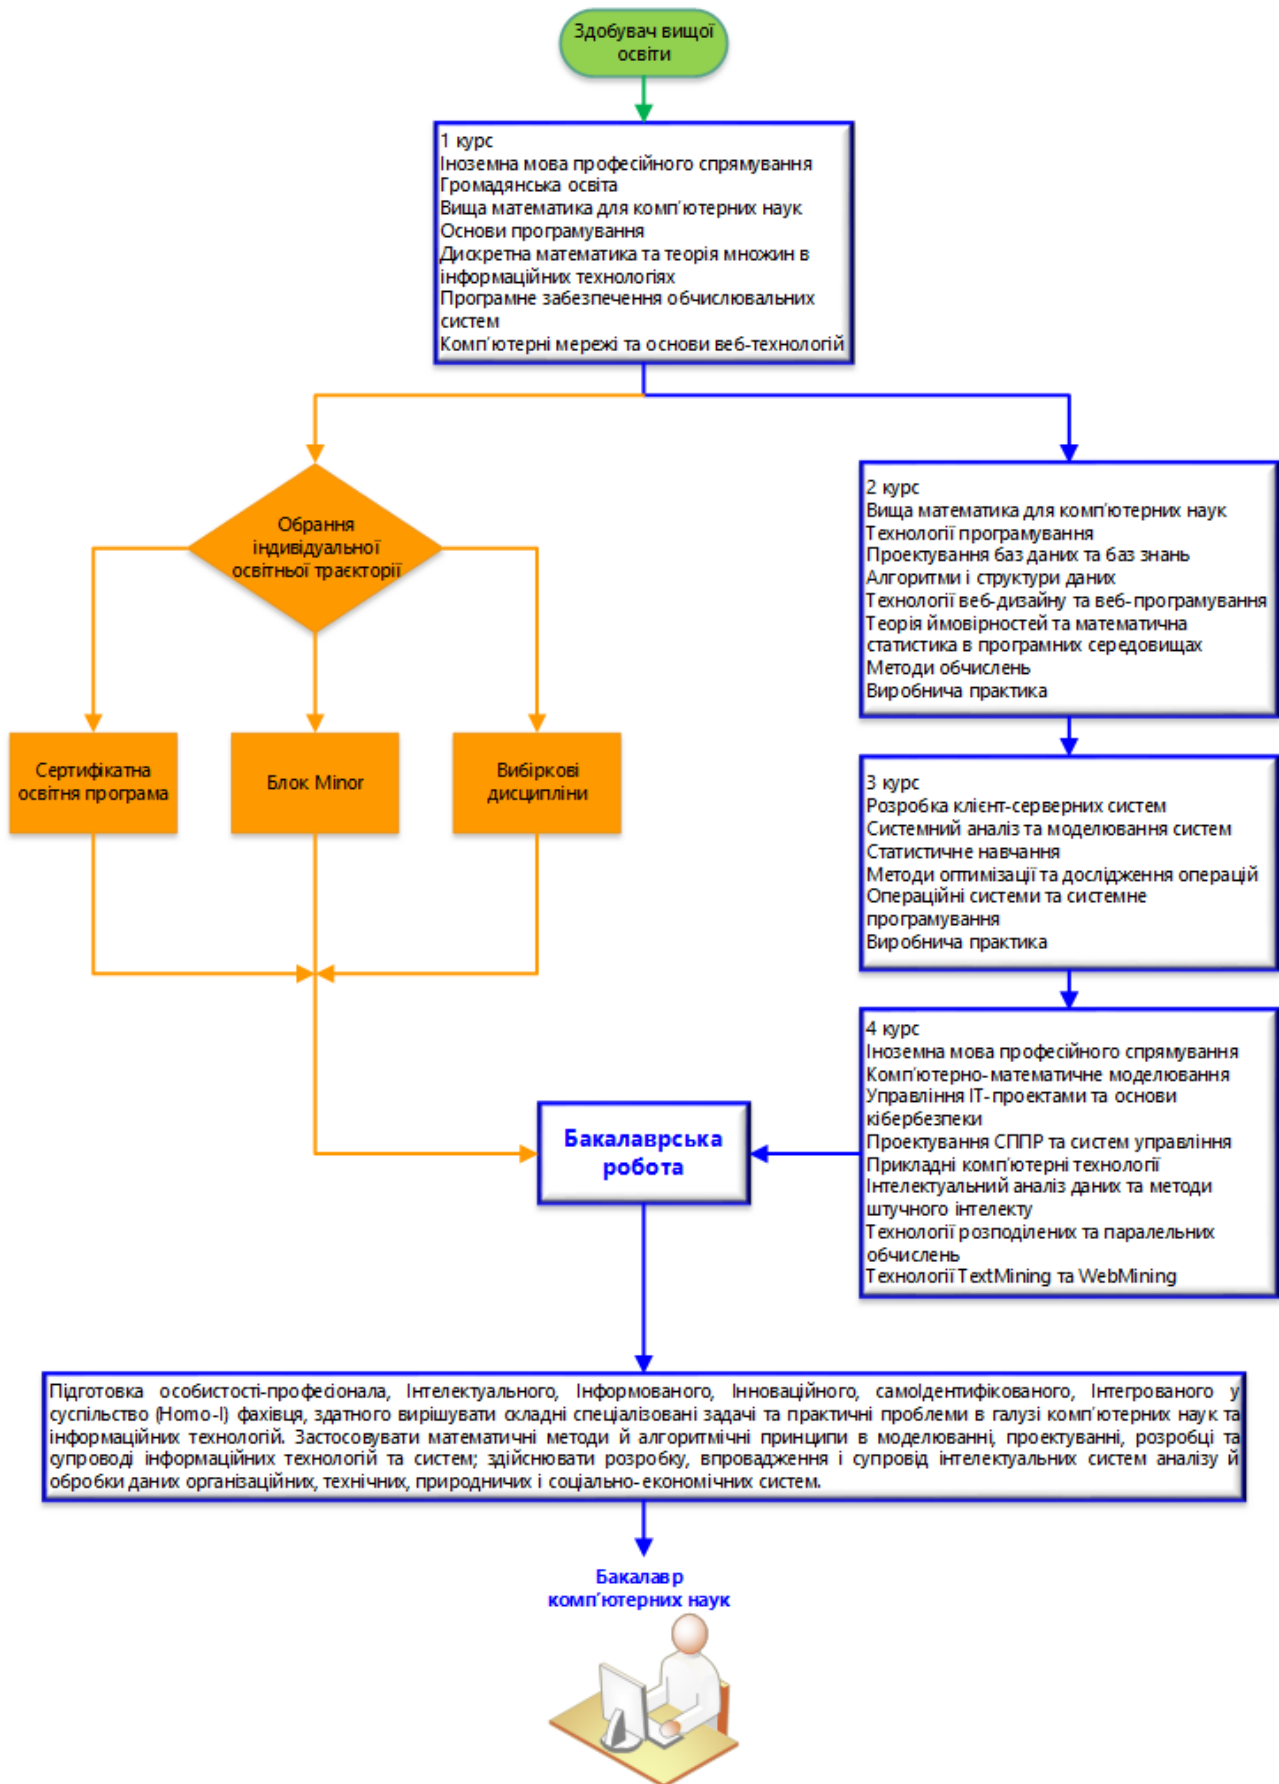 Здобувач вищої
освіти
1 курс
Іноземна мова професійного спрямування
Громадянська освіта
Вища математика для комп'ютерних наук
Основи програмування
Дискретна математика та теорія множин в
інформаційних технологіях
Програмне забезпечення обчислювальних
систем
Комп'ютерні мережі та основи веб-технологій
Обрання
індивідуальної
освітньої траєкторії
Сертифікатна
освітня програма
Блок Minor
Вибіркові
дисципліни
2 курс
Вища математика для комп'ютерних наук
Технології програмування
Проектування баз даних та баз знань
Алгоритми і структури даних
Технології веб-дизайну та веб-програмування
Теорія ймовірностей та математична
статистика в програмних середовищах
Методи обчислень
Виробнича практика
3 курс
Розробка клієнт-серверних систем
Системний аналіз та моделювання систем
Статистичне навчання
Методи оптимізації та дослідження операцій
Операційні системи та системне
програмування
Виробнича практика
4 курс
Іноземна мова професійного спрямування
Комп'ютерно-математичне моделювання
Управління ІТ-проектами та основи
кібербезпеки
Проектування СППР та систем управління
Прикладні комп'ютерні технології
Інтелектуальний аналіз даних та методи
штучного інтелекту
Технології розподілених та паралельних
обчислень
Технології TextMining та WebMining
Бакалаврська
робота
Підготовка особистості-професіонала, Інтелектуального, Інформованого, Інноваційного, самоІдентифікованого, Інтегрованого у
суспільство (Homo-I) фахівця, здатного вирішувати складні спеціалізовані задачі та практичні проблеми в галузі комп'ютерних наук та
інформаційних технологій. Застосовувати математичні методи й алгоритмічні принципи в моделюванні, проектуванні, розробці та
супроводі інформаційних технологій та систем; здійснювати розробку, впровадження і супровід інтелектуальних систем аналізу й
обробки даних організаційних, технічних, природничих і соціально-економічних систем.
Бакалавр
комп'ютерних наук